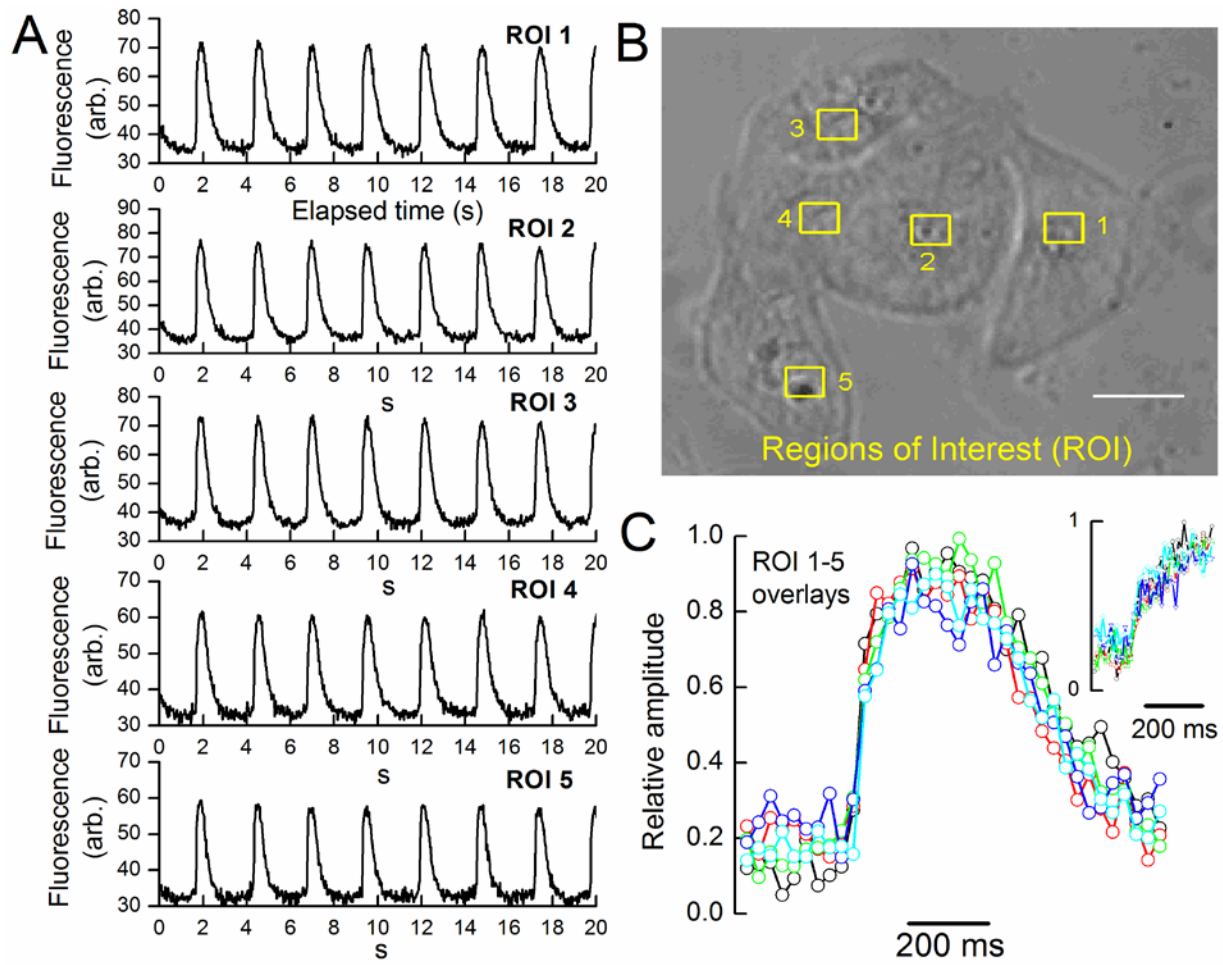 A
Fluorescence
(arb.)
80
70
60
50
40
30
ROI 1
0 2 4 6 8 10 12 14 16 18 20
Elapsed time (s)
Fluorescence
(arb.)
90
80
70
60
50
40
30
ROI 2
0 2 4 6 8 10 12 14 16 18 20
s
Fluorescence
(arb.)
80
70
60
50
40
30
ROI 3
0 2 4 6 8 10 12 14 16 18 20
s
Fluorescence
(arb.)
70
60
50
40
30
ROI 4
0 2 4 6 8 10 12 14 16 18 20
s
Fluorescence
(arb.)
70
60
50
40
30
ROI 5
0 2 4 6 8 10 12 14 16 18 20
s
B
3
4
2
1
5
Regions of Interest (ROI)
C
Relative amplitude
1.0
0.8
0.6
0.4
0.2
0.0
ROI 1-5
overlays
200 ms
1
0
200 ms